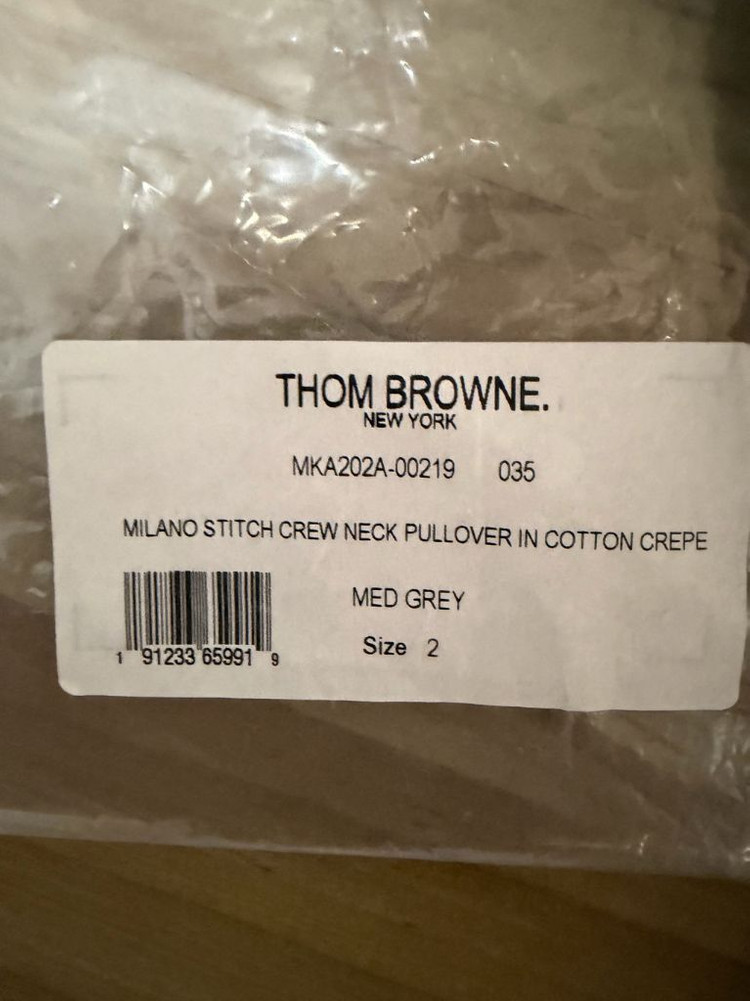 THOM BROWNE.
NEW YORK
MKA202A-00219 035
MILANO STITCH CREW NECK PULLOVER IN COTTON CREPE
MED GREY
Size 2
1 91233 65991 9